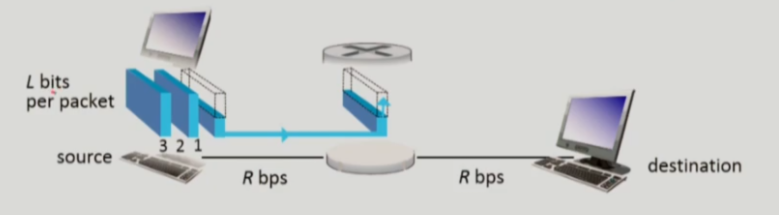 L bits
per packet
3 2 1
source
R bps
R bps
destination